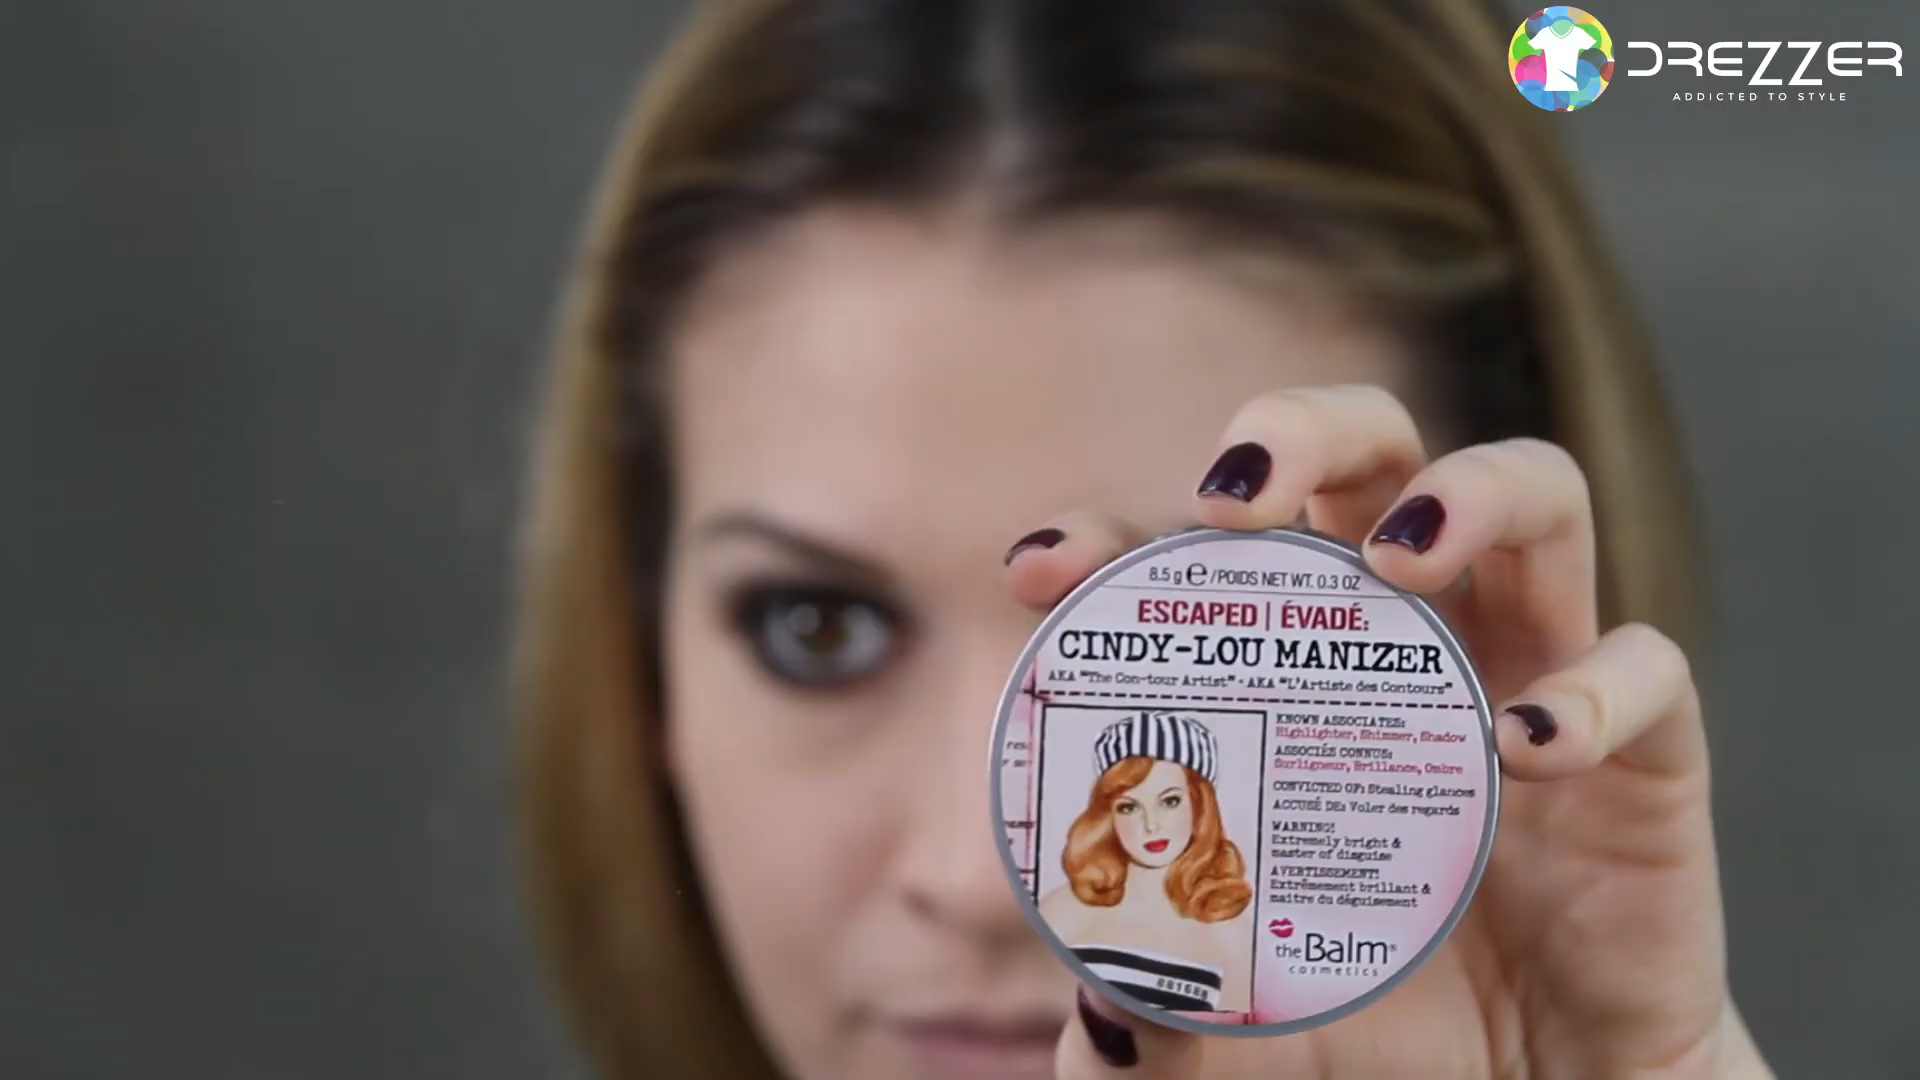 DREZZER
ADDICTED TO STYLE
8.5 g e / POIDS NET WT. 0.3 OZ
ESCAPED | ÉVADÉ:
CINDY-LOU MANIZER
AKA "The Con-tour Artist" - AKA "L'Artiste des Contours"
KNOWN ASSOCIATES:
Highlighter, Shimmer, Shadow
ASSOCIÉS CONNUS:
Surligneur, Brillance, Ombre
CONVICTED OF: Stealing glances
ACCUSÉ DE: Voler des regards
WARNING!
Extremely bright &
master of disguise
AVERTISSEMENT!
Extrêmement brillant &
maitre du déguisement
the Balm®
cosmetics